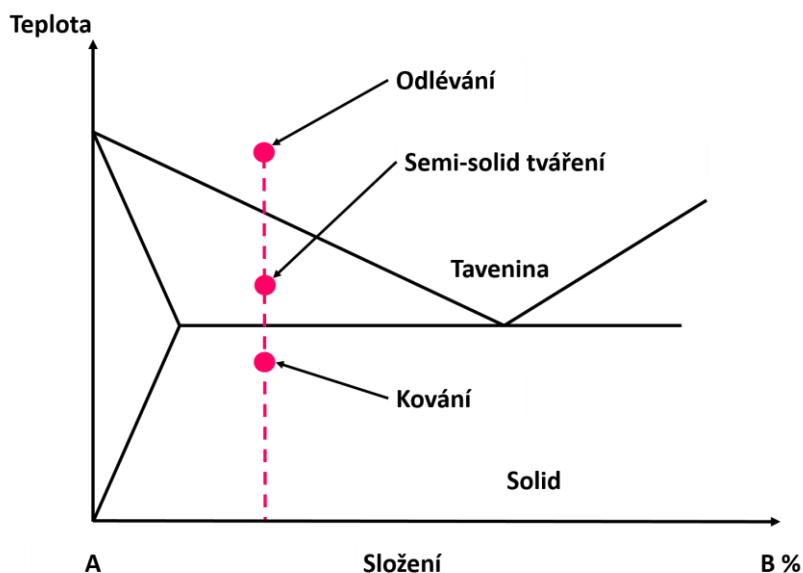 Teplota
Odlévání
Semi-solid tváření
Tavenina
Kování
Solid
A
Složení
B %